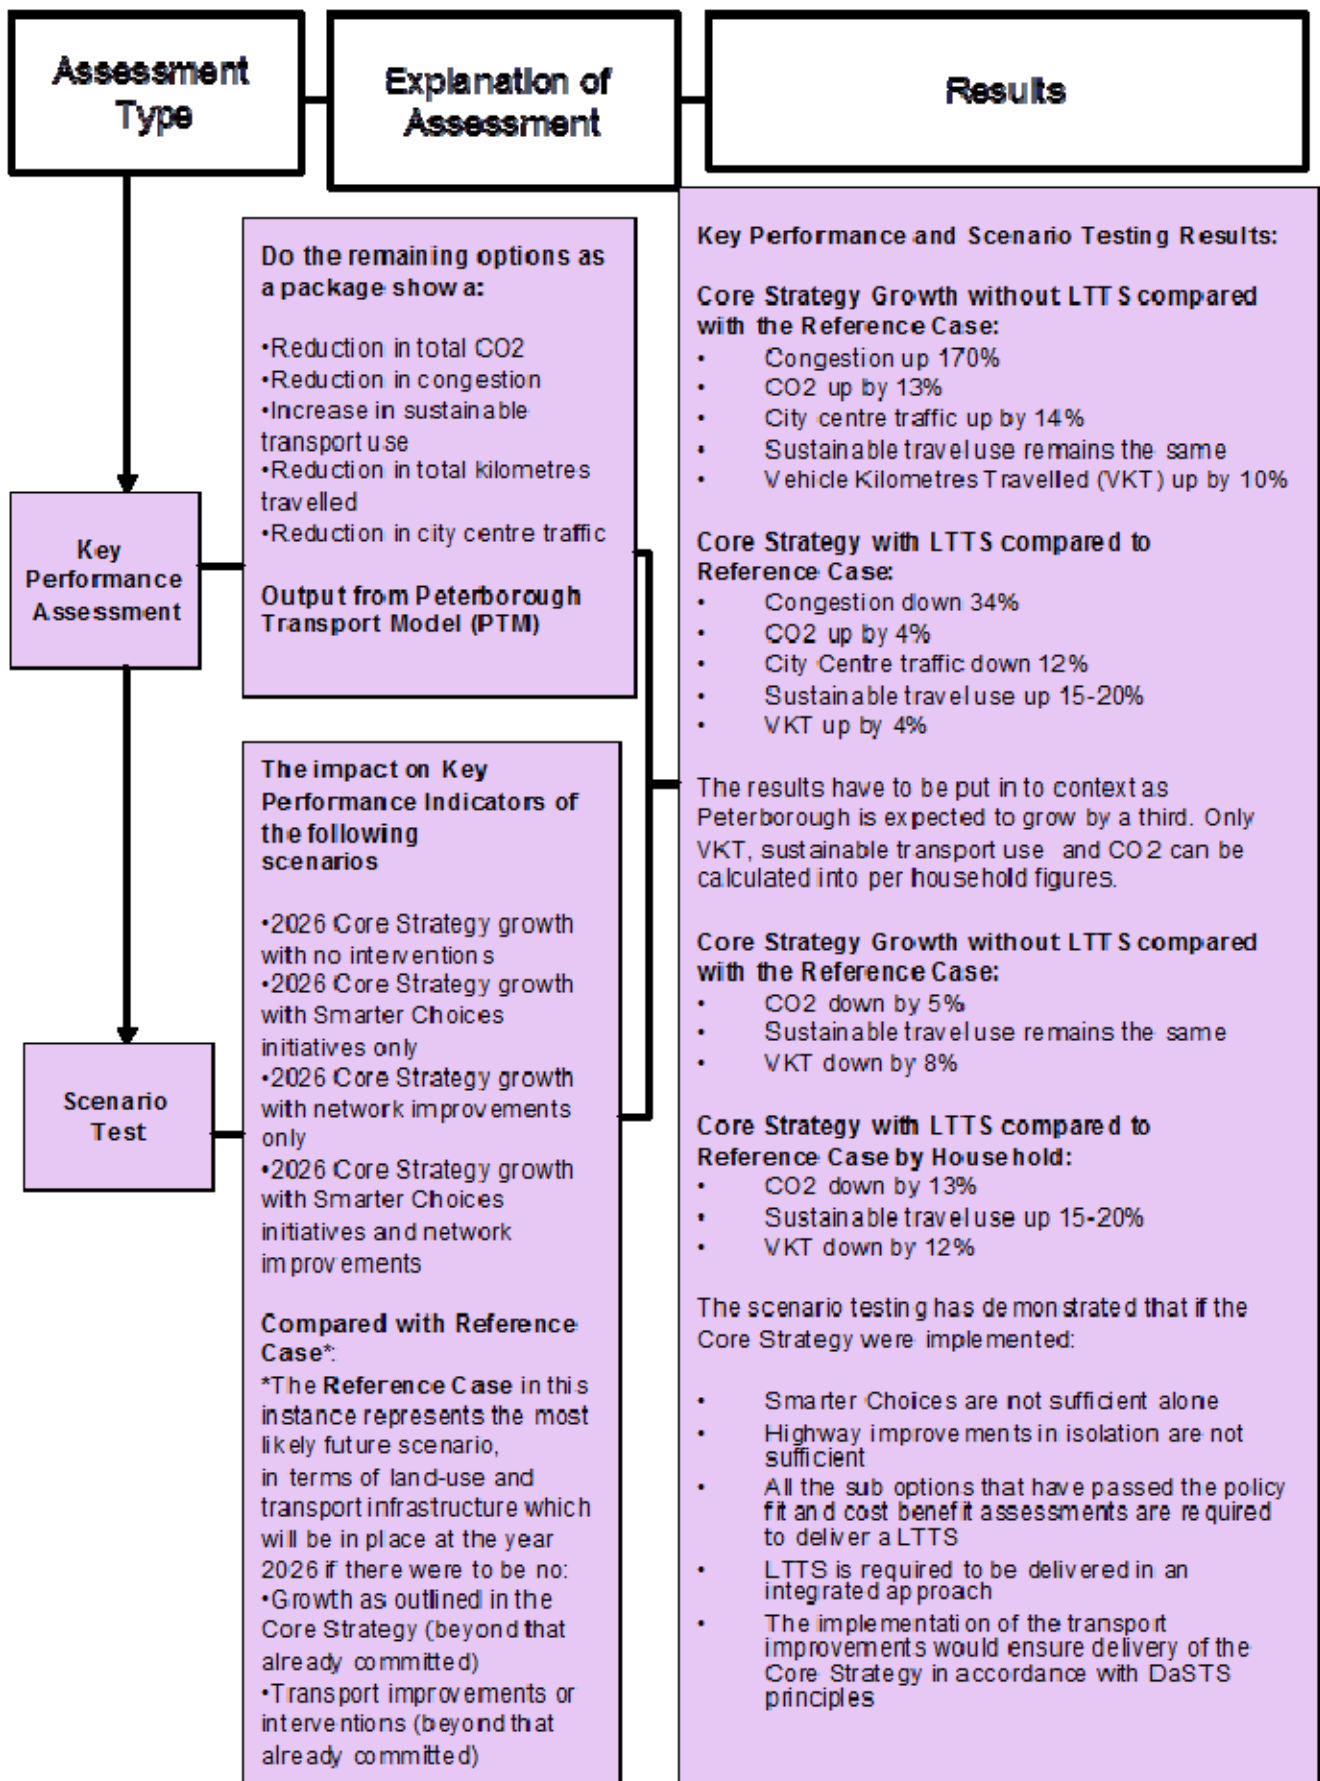 Assessment
Type
Explanation of
Assessment
Results
Key
Performance
Assessment
Do the remaining options as
a package show a:
•Reduction in total CO2
•Reduction in congestion
•Increase in sustainable
transport use
•Reduction in total kilometres
travelled
•Reduction in city centre traffic
Output from Peterborough
Transport Model (PTM)
Scenario
Test
The impact on Key
Performance Indicators of
the following
scenarios
•2026 Core Strategy growth
with no interventions
•2026 Core Strategy growth
with Smarter Choices
initiatives only
•2026 Core Strategy growth
with network improvements
only
•2026 Core Strategy growth
with Smarter Choices
initiatives and network
improvements
Compared with Reference
Case*:
*The Reference Case in this
instance represents the most
likely future scenario,
in terms of land-use and
transport infrastructure which
will be in place at the year
2026 if there were to be no:
•Growth as outlined in the
Core Strategy (beyond that
already committed)
•Transport improvements or
interventions (beyond that
already committed)
Key Performance and Scenario Testing Results:
Core Strategy Growth without LTTS compared
with the Reference Case:
• Congestion up 170%
• CO2 up by 13%
• City centre traffic up by 14%
• Sustainable travel use remains the same
• Vehicle Kilometres Travelled (VKT) up by 10%
Core Strategy with LTTS compared to
Reference Case:
• Congestion down 34%
• CO2 up by 4%
• City Centre traffic down 12%
• Sustainable travel use up 15-20%
• VKT up by 4%
The results have to be put in to context as
Peterborough is expected to grow by a third. Only
VKT, sustainable transport use and CO2 can be
calculated into per household figures.
Core Strategy Growth without LTTS compared
with the Reference Case:
• CO2 down by 5%
• Sustainable travel use remains the same
• VKT down by 8%
Core Strategy with LTTS compared to
Reference Case by Household:
• CO2 down by 13%
• Sustainable travel use up 15-20%
• VKT down by 12%
The scenario testing has demonstrated that if the
Core Strategy were implemented:
• Smarter Choices are not sufficient alone
• Highway improvements in isolation are not
sufficient
• All the sub options that have passed the policy
fit and cost benefit assessments are required
to deliver a LTTS
• LTTS is required to be delivered in an
integrated approach
• The implementation of the transport
improvements would ensure delivery of the
Core Strategy in accordance with DaSTS
principles